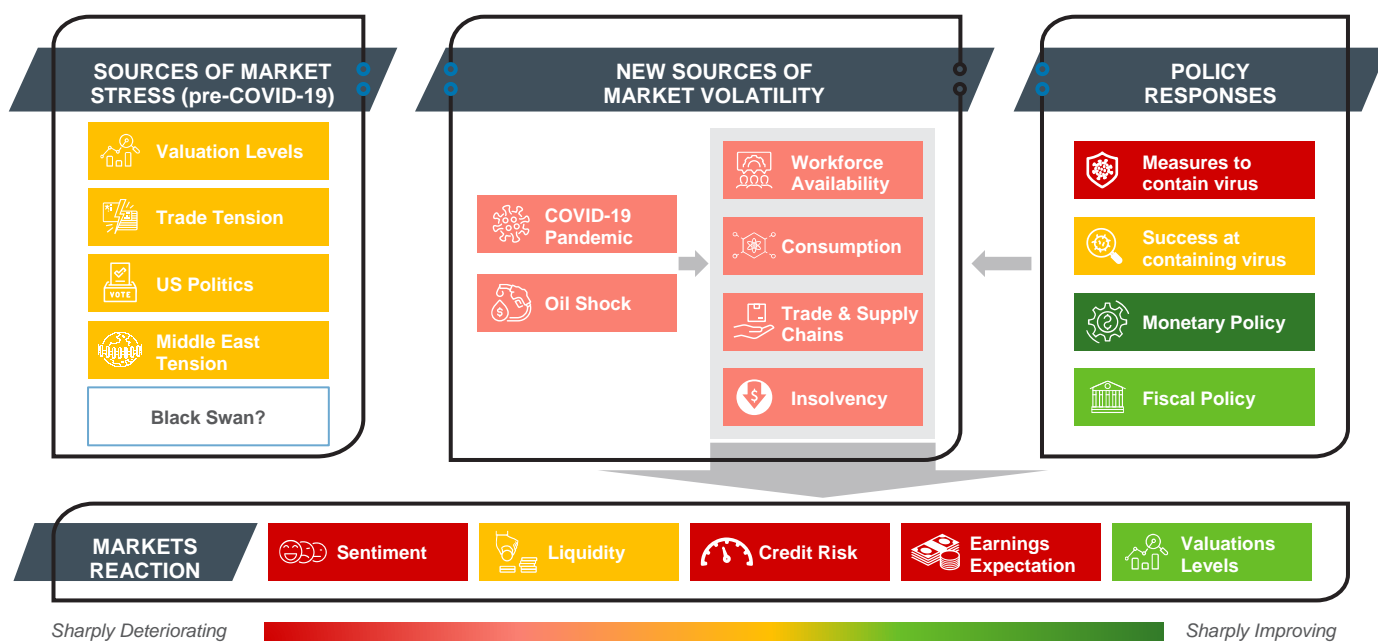 SOURCES OF MARKET
STRESS (pre-COVID-19)
Valuation Levels
Trade Tension
VOTE
US Politics
Middle East
Tension
Black Swan?
NEW SOURCES OF
MARKET VOLATILITY
COVID-19
Pandemic
$
Oil Shock
Workforce
Availability
Consumption
Trade & Supply
Chains
$
Insolvency
POLICY
RESPONSES
Measures to
contain virus
Success at
containing virus
Monetary Policy
Fiscal Policy
MARKETS
REACTION
Sentiment
Liquidity
Credit Risk
Earnings
Expectation
Valuations
Levels
Sharply Deteriorating
Sharply Improving